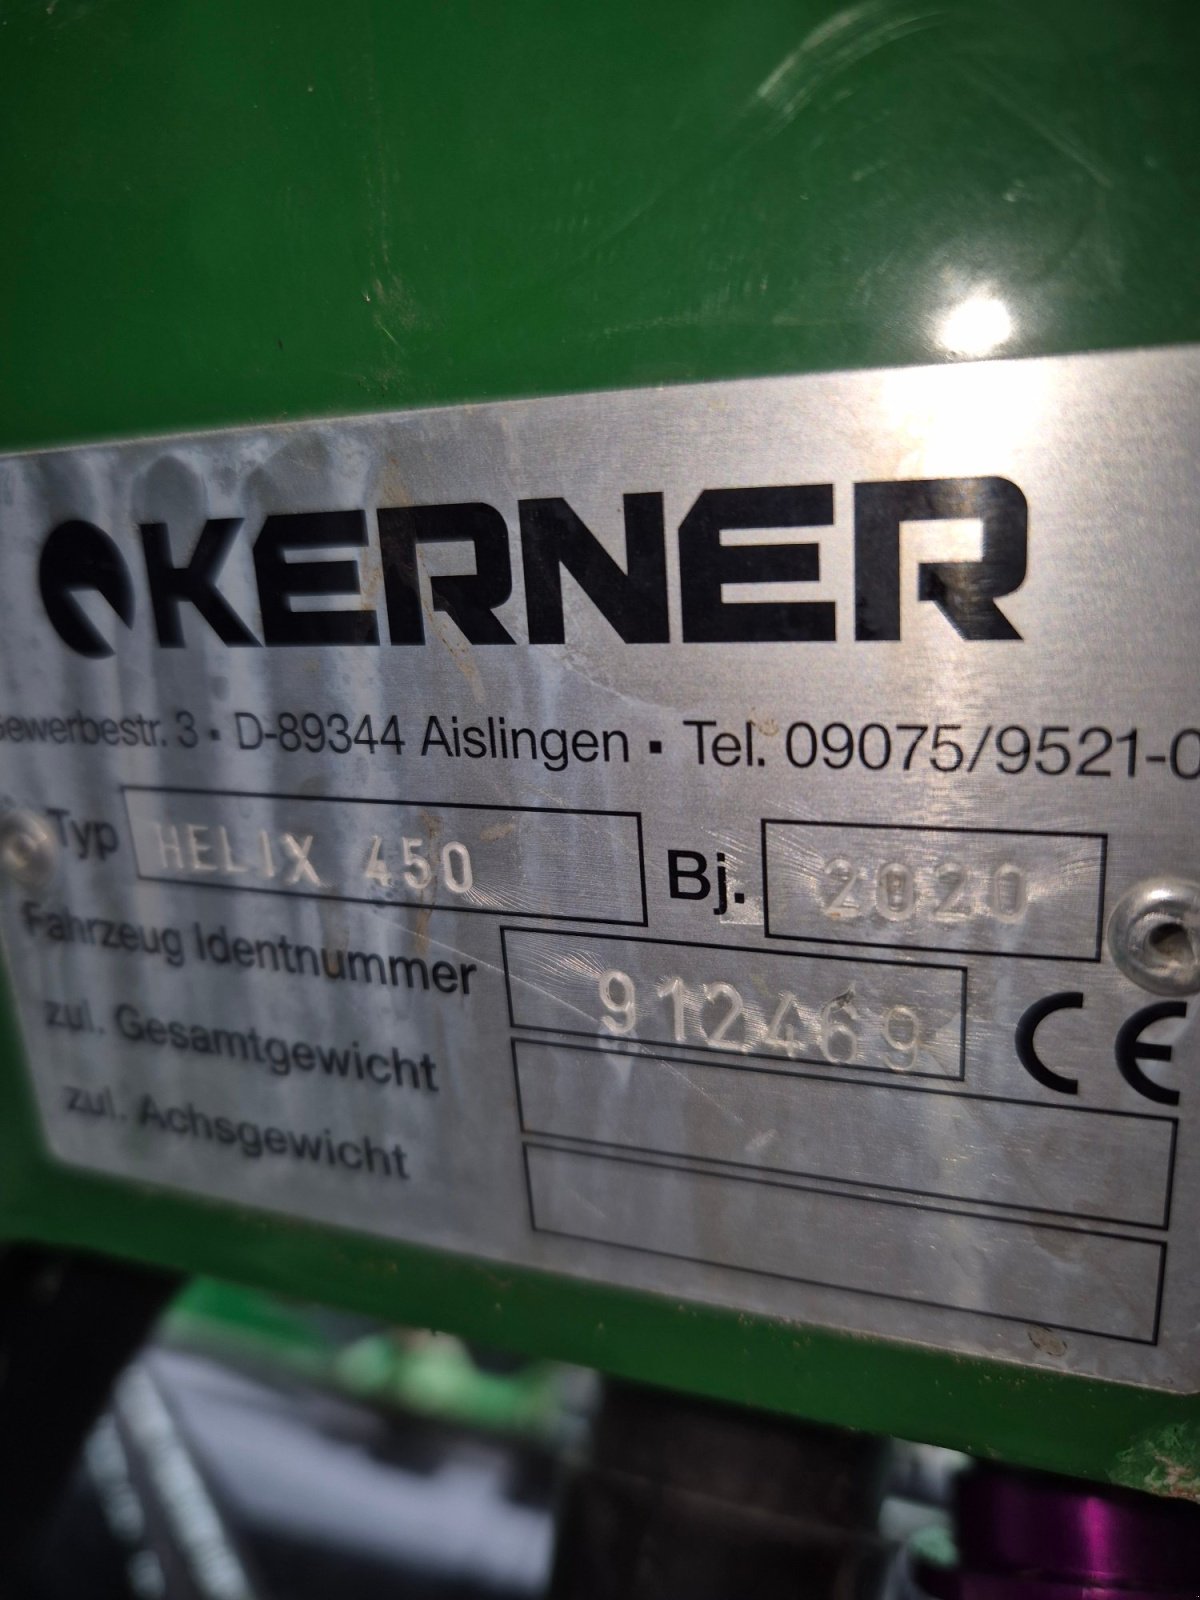 KERNER
Gewerbestr. 3 ▪ D-89344 Aislingen ▪ Tel. 09075/9521-0
Typ HELIX 450 Bj. 2020
Fahrzeug Identnummer 912469 CE
zul. Gesamtgewicht
zul. Achsgewicht